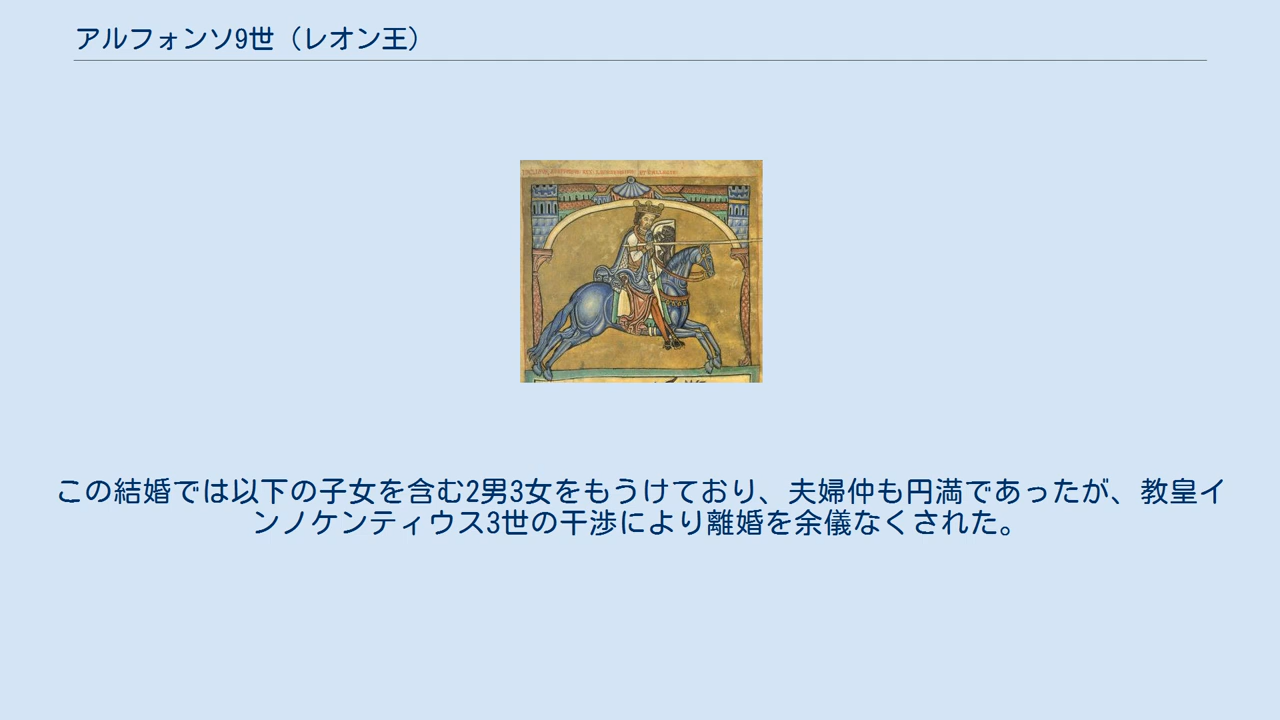 アルフォンソ9世（レオン王）
この結婚では以下の子女を含む2男3女をもうけており、夫婦仲も円満であったが、教皇イ
ンノケンティウス3世の干渉により離婚を余儀なくされた。